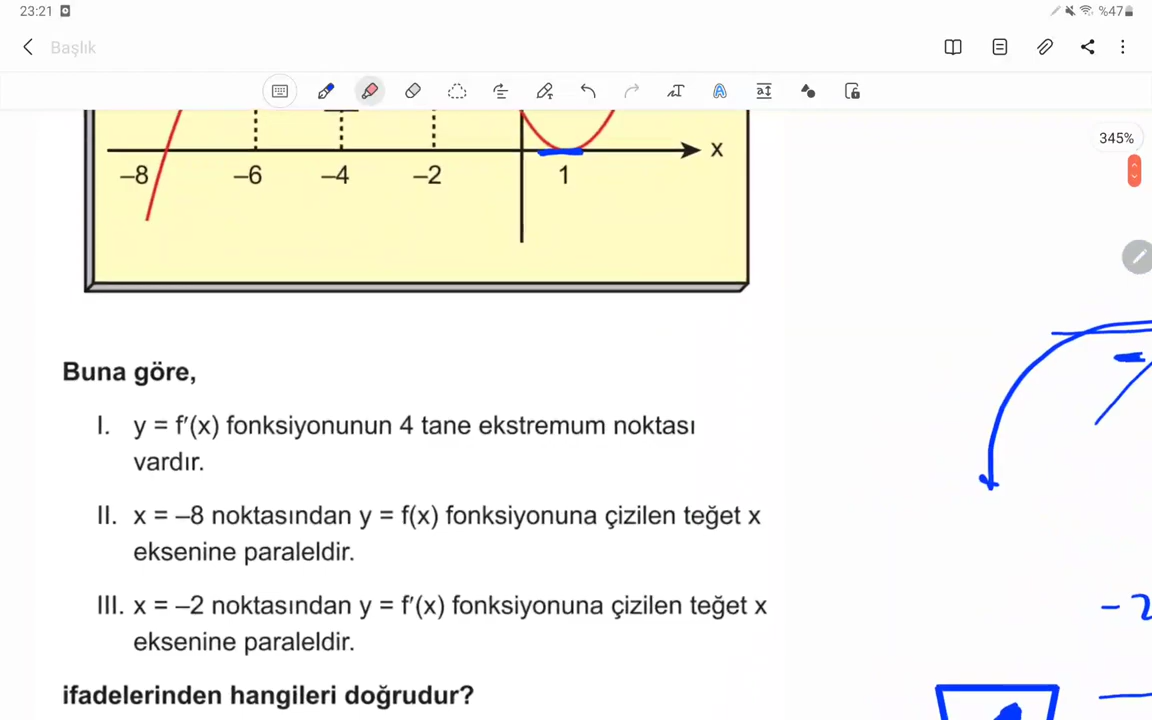 23:21
%47
Başlık
345%
x
–8 –6 –4 –2 1
Buna göre,
I. y = f'(x) fonksiyonunun 4 tane ekstremum noktası
vardır.
II. x = –8 noktasından y = f(x) fonksiyonuna çizilen teğet x
eksenine paraleldir.
III. x = –2 noktasından y = f'(x) fonksiyonuna çizilen teğet x
eksenine paraleldir.
ifadelerinden hangileri doğrudur?
–2